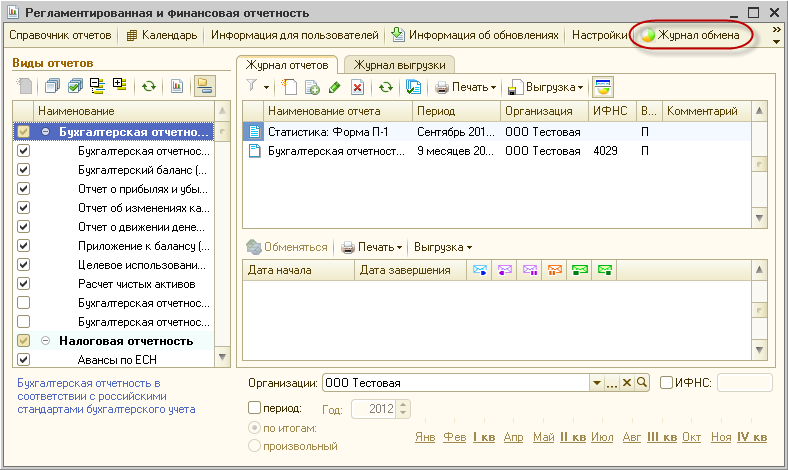 Регламентированная и финансовая отчетность
Справочник отчетов Календарь Информация для пользователей Информация об обновлениях Настройки Журнал обмена
Виды отчетов
Журнал отчетов Журнал выгрузки
Печать Выгрузка
Наименование
Бухгалтерская отчетно...
Бухгалтерская отчетнос...
Бухгалтерский баланс (...
Отчет о прибылях и убы...
Отчет об изменениях ка...
Отчет о движении дене...
Приложение к балансу (...
Целевое использовани...
Расчет чистых активов
Бухгалтерская отчетнос...
Бухгалтерская отчетнос...
Налоговая отчетность
Авансы по ЕСН
Наименование отчета Период Организация ИФНС В... Комментарий
Статистика: Форма П-1 Сентябрь 201... ООО Тестовая П
Бухгалтерская отчетност... 9 месяцев 20... ООО Тестовая 4029 П
Обменяться Печать Выгрузка
Дата начала Дата завершения
Бухгалтерская отчетность в
соответствии с российскими
стандартами бухгалтерского учета
Организации: ООО Тестовая ИФНС:
период: Год: 2012
по итогам:
произвольный
Янв Фев I кв Апр Май II кв Июл Авг III кв Окт Ноя IV кв